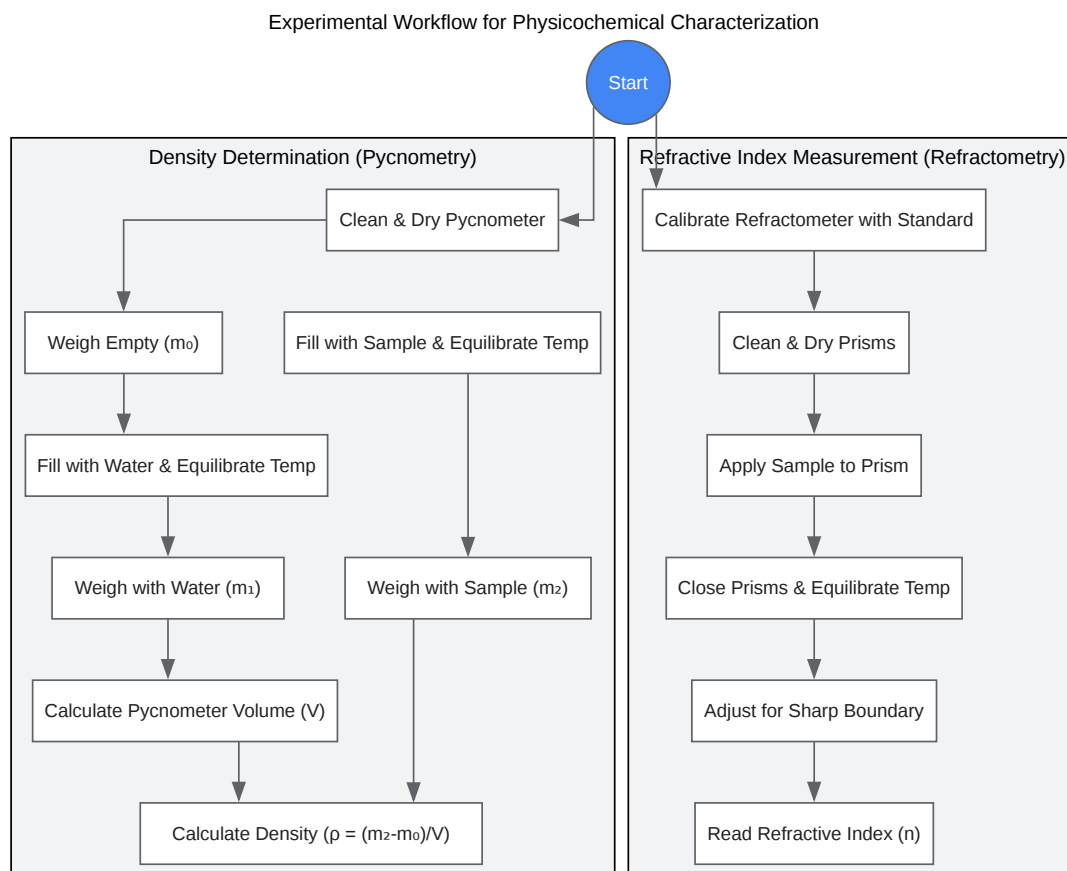 Experimental Workflow for Physicochemical Characterization
Start
Density Determination (Pycnometry)
Clean & Dry Pycnometer
Weigh Empty (m₀)
Fill with Sample & Equilibrate Temp
Fill with Water & Equilibrate Temp
Weigh with Water (m₁)
Weigh with Sample (m₂)
Calculate Pycnometer Volume (V)
Calculate Density (ρ = (m₂-m₀)/V)
Refractive Index Measurement (Refractometry)
Calibrate Refractometer with Standard
Clean & Dry Prisms
Apply Sample to Prism
Close Prisms & Equilibrate Temp
Adjust for Sharp Boundary
Read Refractive Index (n)